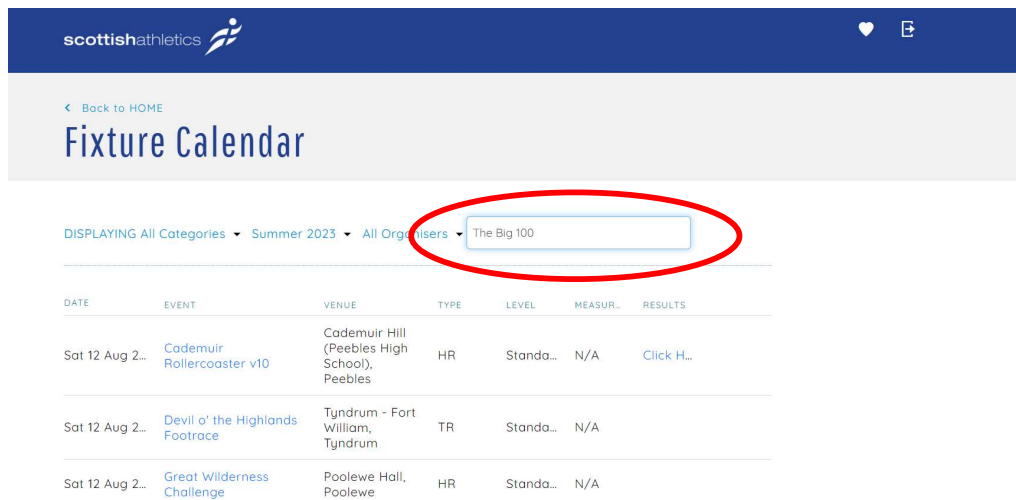 scottishathletics
Back to HOME
Fixture Calendar
DISPLAYING All Categories Summer 2023 All Organisers The Big 100
DATE EVENT VENUE TYPE LEVEL MEASUR... RESULTS
Sat 12 Aug 2... Cademuir Rollercoaster v10 Cademuir Hill (Peebles High School), Peebles HR Standa... N/A Click H...
Sat 12 Aug 2... Devil o' the Highlands Footrace Tyndrum - Fort William, Tyndrum TR Standa... N/A
Sat 12 Aug 2... Great Wilderness Challenge Poolewe Hall, Poolewe HR Standa... N/A